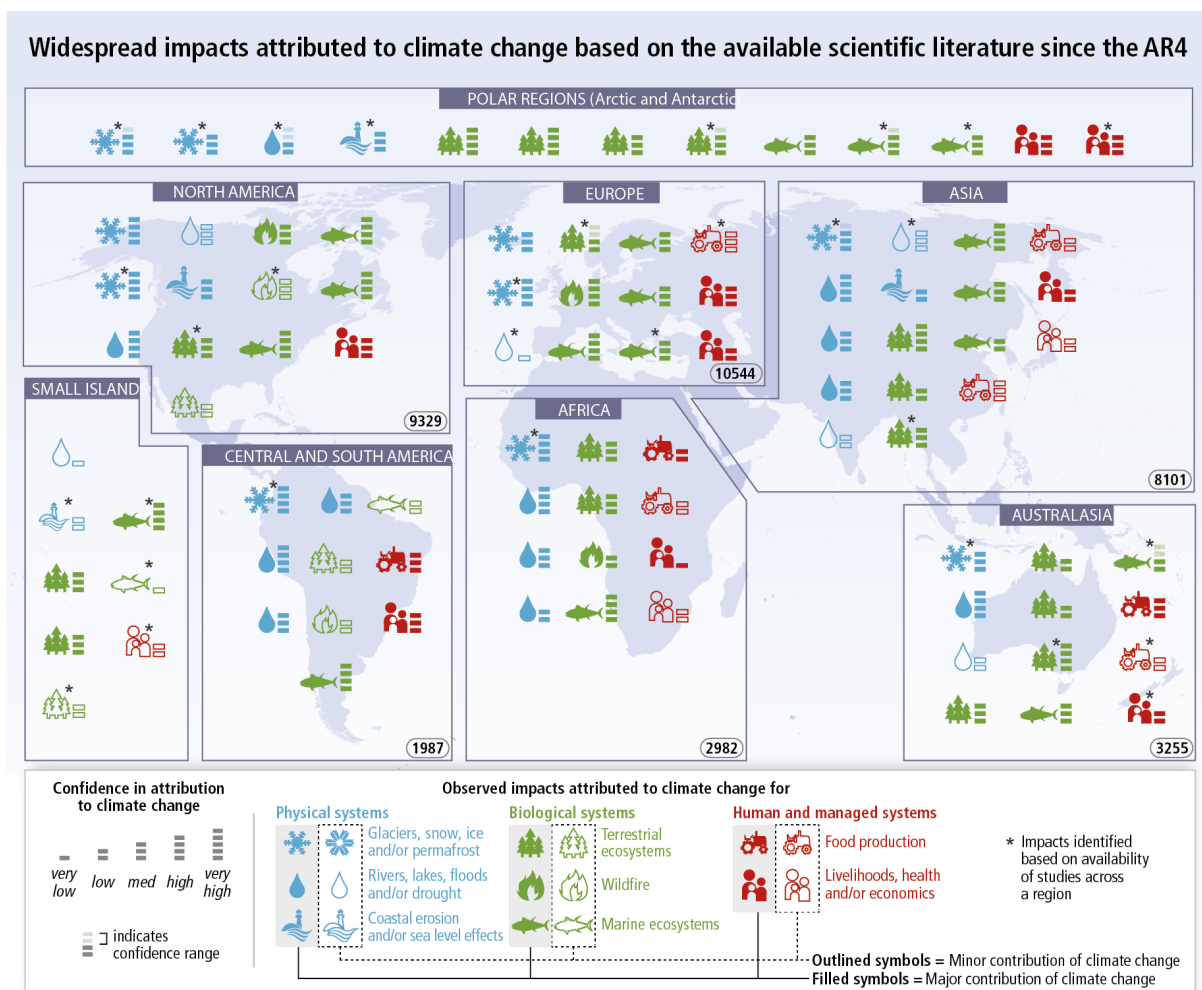 Widespread impacts attributed to climate change based on the available scientific literature since the AR4
POLAR REGIONS (Arctic and Antarctic
NORTH AMERICA
EUROPE
ASIA
10544
SMALL ISLAND
9329
AFRICA
CENTRAL AND SOUTH AMERICA
8101
AUSTRALASIA
1987
2982
3255
Confidence in attribution
to climate change
very
low
low
med
high
very
high
indicates
confidence range
Observed impacts attributed to climate change for
Physical systems
Glaciers, snow, ice
and/or permafrost
Rivers, lakes, floods
and/or drought
Coastal erosion
and/or sea level effects
Biological systems
Terrestrial
ecosystems
Wildfire
Marine ecosystems
Human and managed systems
Food production
Livelihoods, health
and/or economics
* Impacts identified
based on availability
of studies across
a region
Outlined symbols = Minor contribution of climate change
Filled symbols = Major contribution of climate change